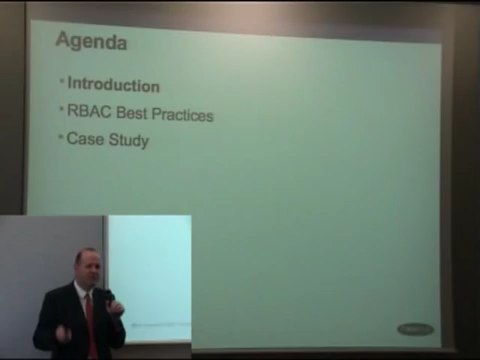 Agenda
• Introduction
• RBAC Best Practices
• Case Study